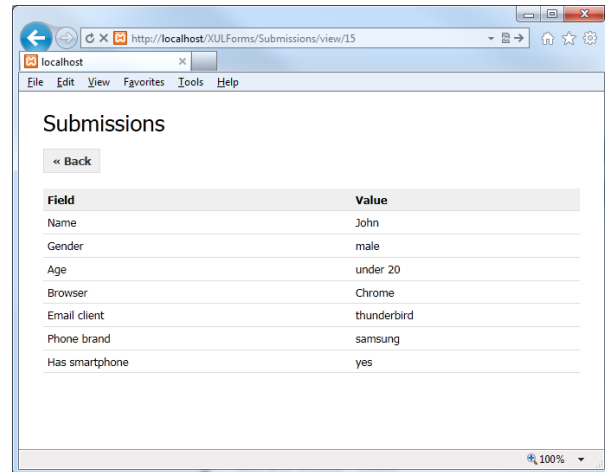 http://localhost/XULForms/Submissions/view/15
localhost
File Edit View Favorites Tools Help
Submissions
« Back
Field Value
Name John
Gender male
Age under 20
Browser Chrome
Email client thunderbird
Phone brand samsung
Has smartphone yes
100%